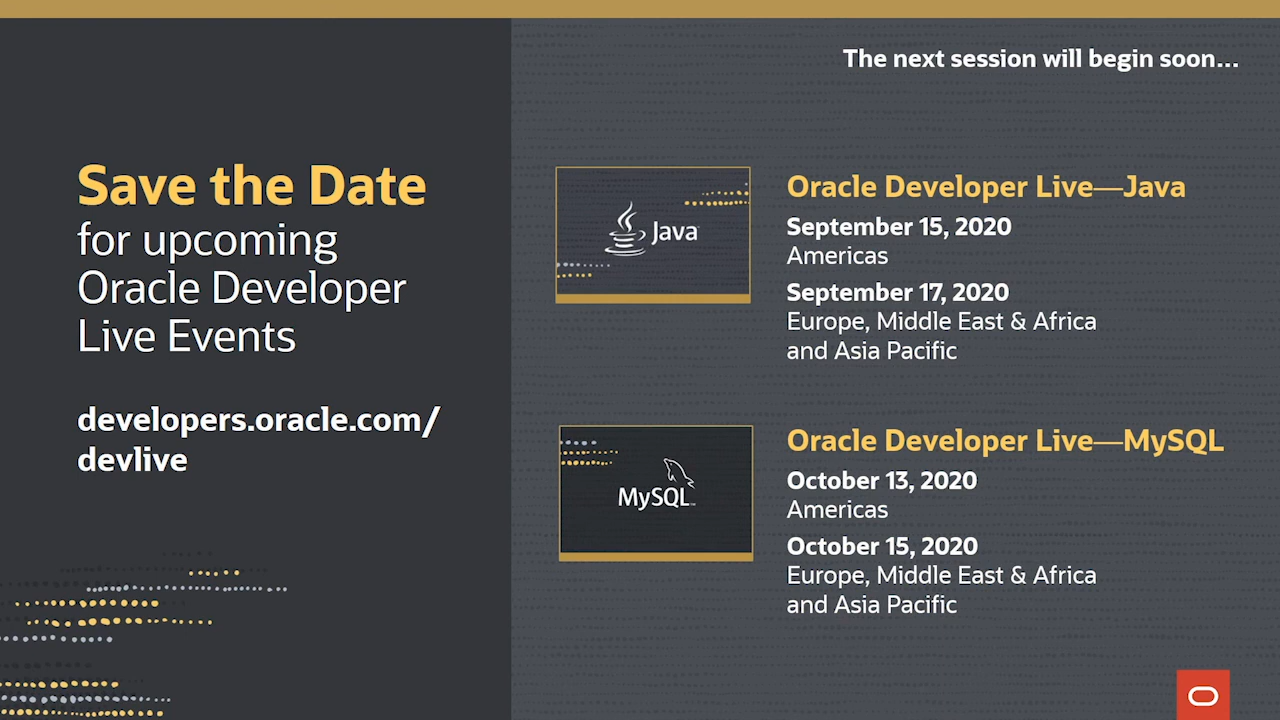 The next session will begin soon...
Save the Date
for upcoming
Oracle Developer
Live Events
developers.oracle.com/
devlive
Java
Oracle Developer Live—Java
September 15, 2020
Americas
September 17, 2020
Europe, Middle East & Africa
and Asia Pacific
MySQL™
Oracle Developer Live—MySQL
October 13, 2020
Americas
October 15, 2020
Europe, Middle East & Africa
and Asia Pacific